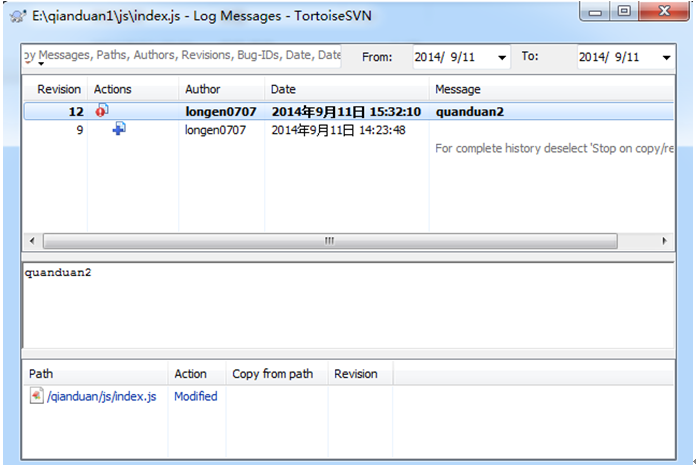 E:\qianduan1\js\index.js - Log Messages - TortoiseSVN
by Messages, Paths, Authors, Revisions, Bug-IDs, Date, Date From: 2014/ 9/11 To: 2014/ 9/11
Revision Actions Author Date Message
12 longen0707 2014年9月11日 15:32:10 quanduan2
9 longen0707 2014年9月11日 14:23:48
For complete history deselect 'Stop on copy/re
quanduan2
Path Action Copy from path Revision
/qianduan/js/index.js Modified